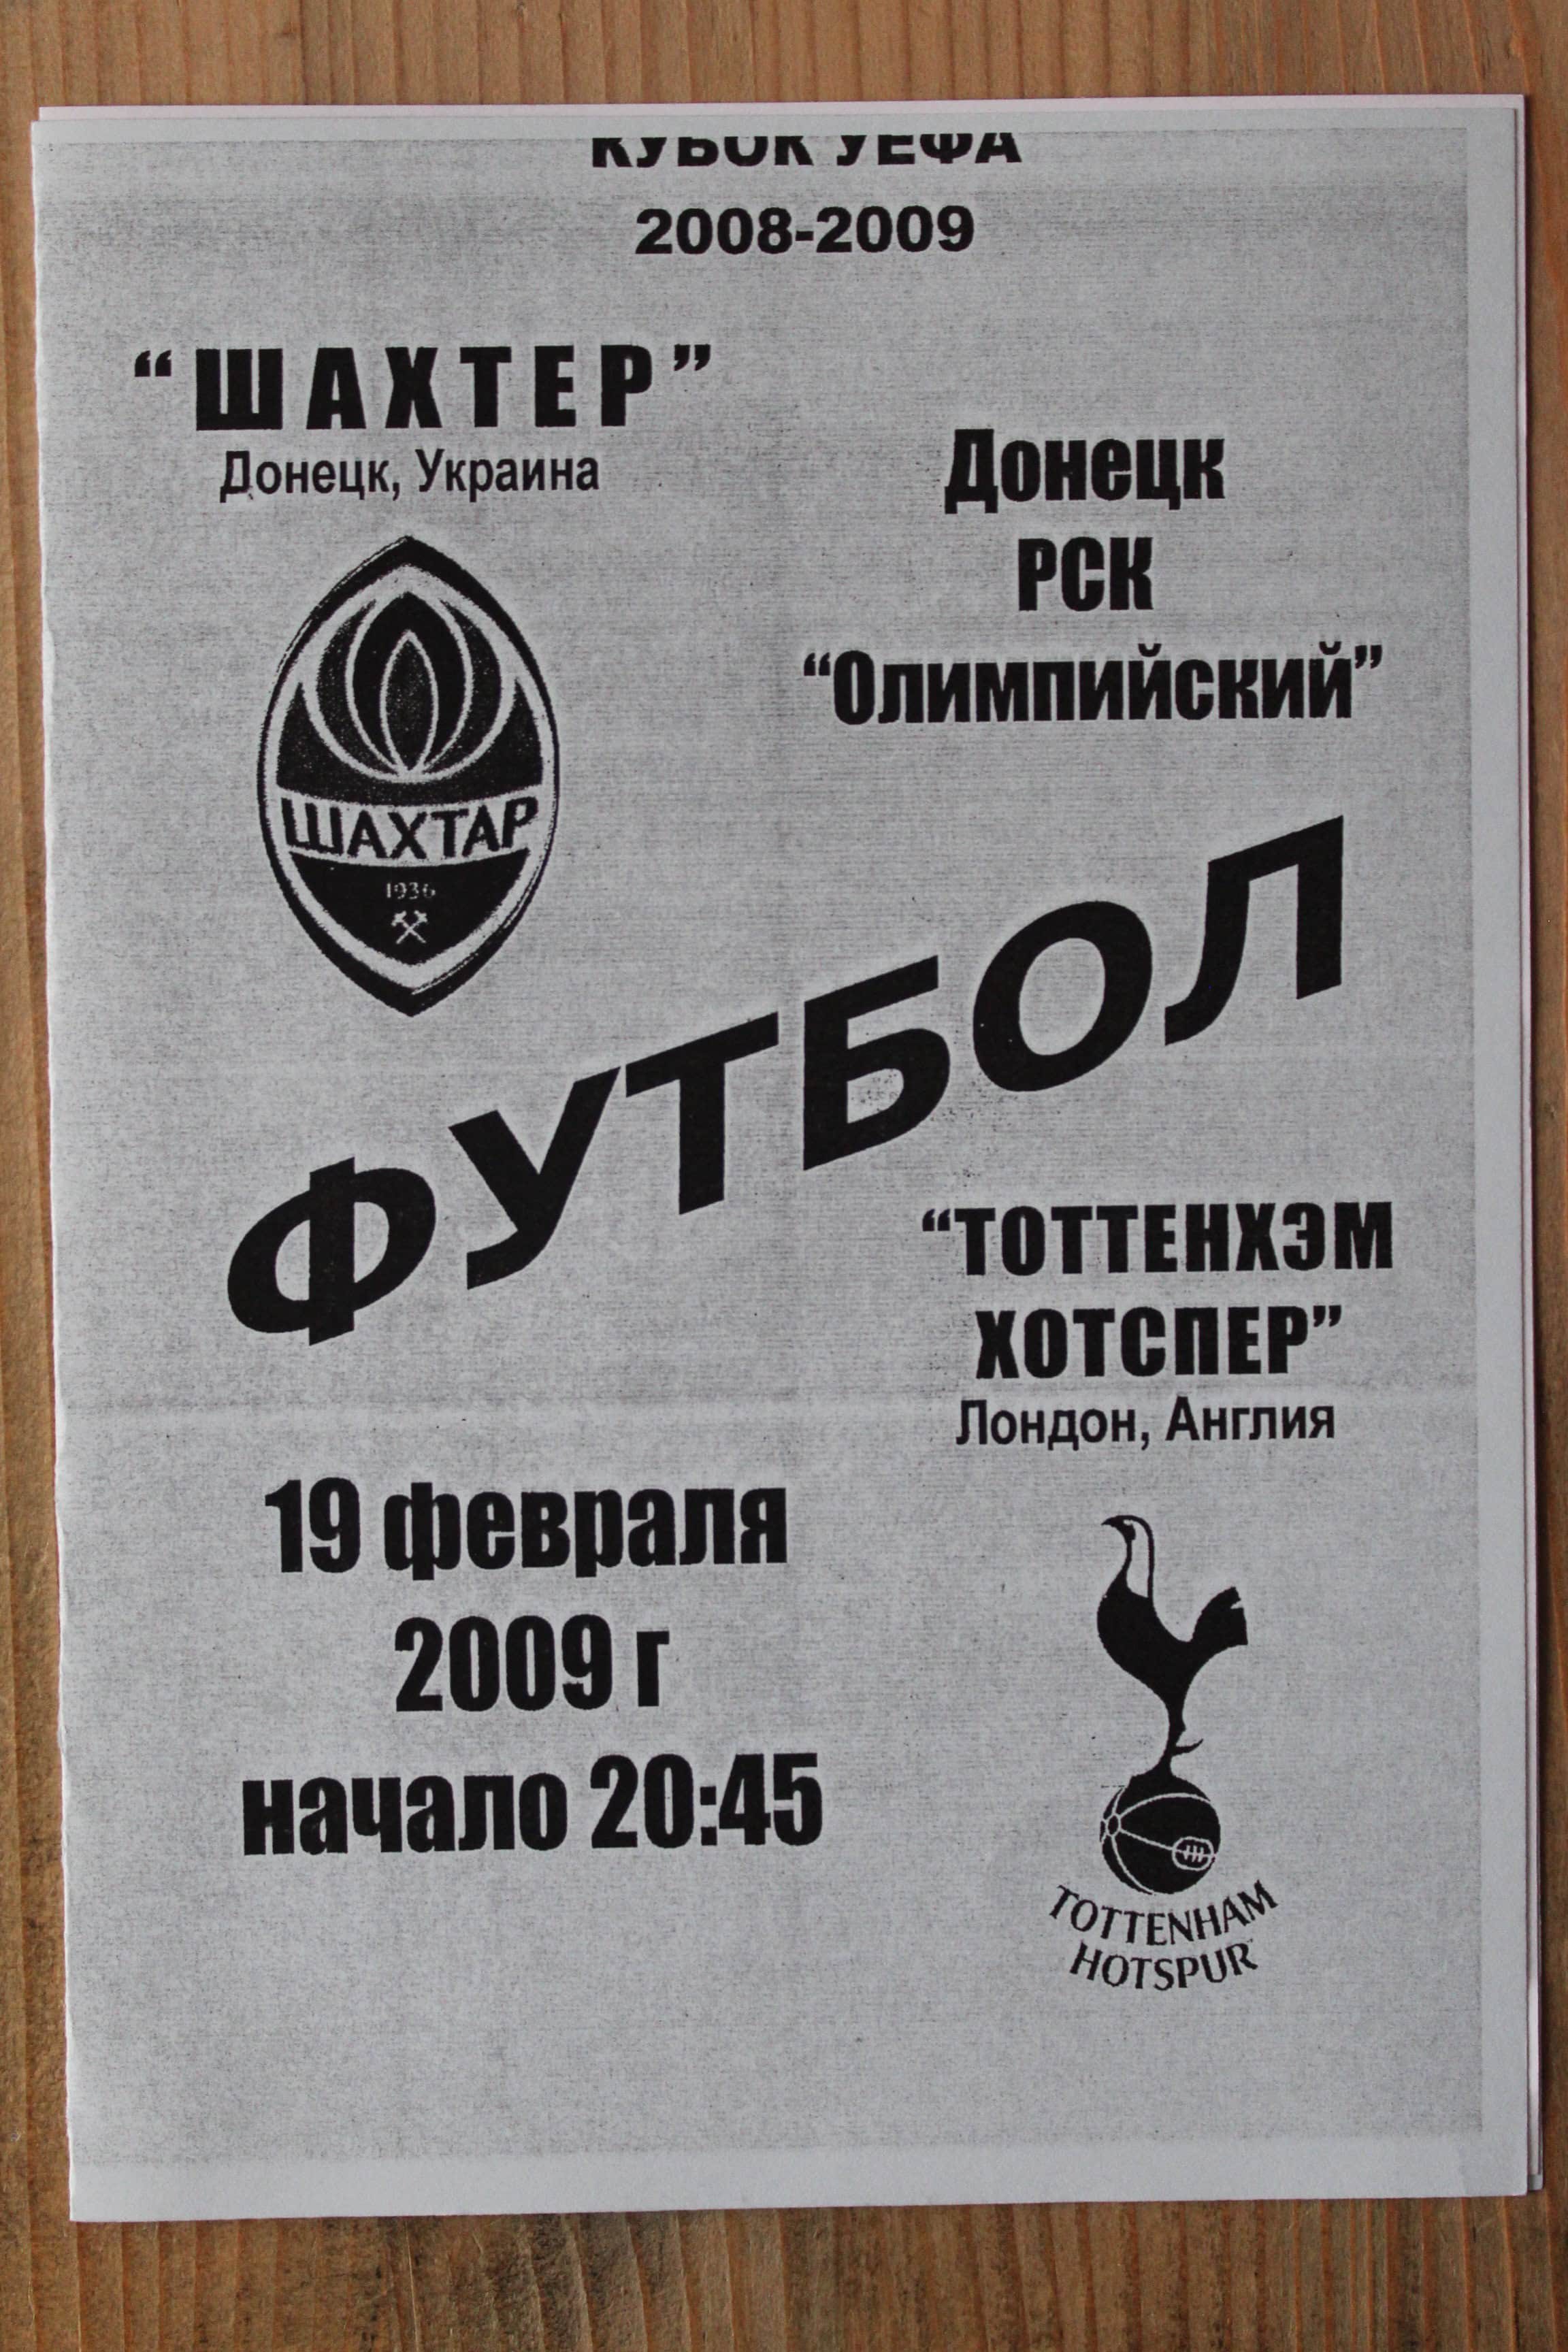 КУБОК УЕФА
2008-2009
“ШАХТЕР”
Донецк, Украина
ШАХТАР
1936
Донецк
РСК
“Олимпийский”
ФУТБОЛ
“ТОТТЕНХЭМ
ХОТСПЕР”
Лондон, Англия
19 февраля
2009 г
начало 20:45
TOTTENHAM
HOTSPUR